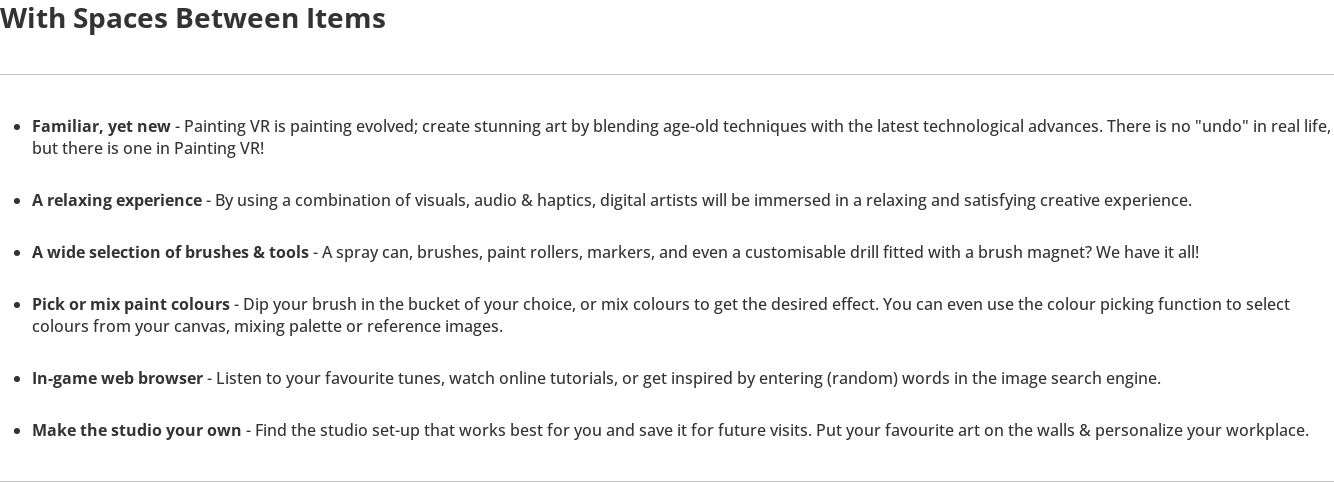 With Spaces Between Items
• Familiar, yet new - Painting VR is painting evolved; create stunning art by blending age-old techniques with the latest technological advances. There is no "undo" in real life,
but there is one in Painting VR!
• A relaxing experience - By using a combination of visuals, audio & haptics, digital artists will be immersed in a relaxing and satisfying creative experience.
• A wide selection of brushes & tools - A spray can, brushes, paint rollers, markers, and even a customisable drill fitted with a brush magnet? We have it all!
• Pick or mix paint colours - Dip your brush in the bucket of your choice, or mix colours to get the desired effect. You can even use the colour picking function to select
colours from your canvas, mixing palette or reference images.
• In-game web browser - Listen to your favourite tunes, watch online tutorials, or get inspired by entering (random) words in the image search engine.
• Make the studio your own - Find the studio set-up that works best for you and save it for future visits. Put your favourite art on the walls & personalize your workplace.